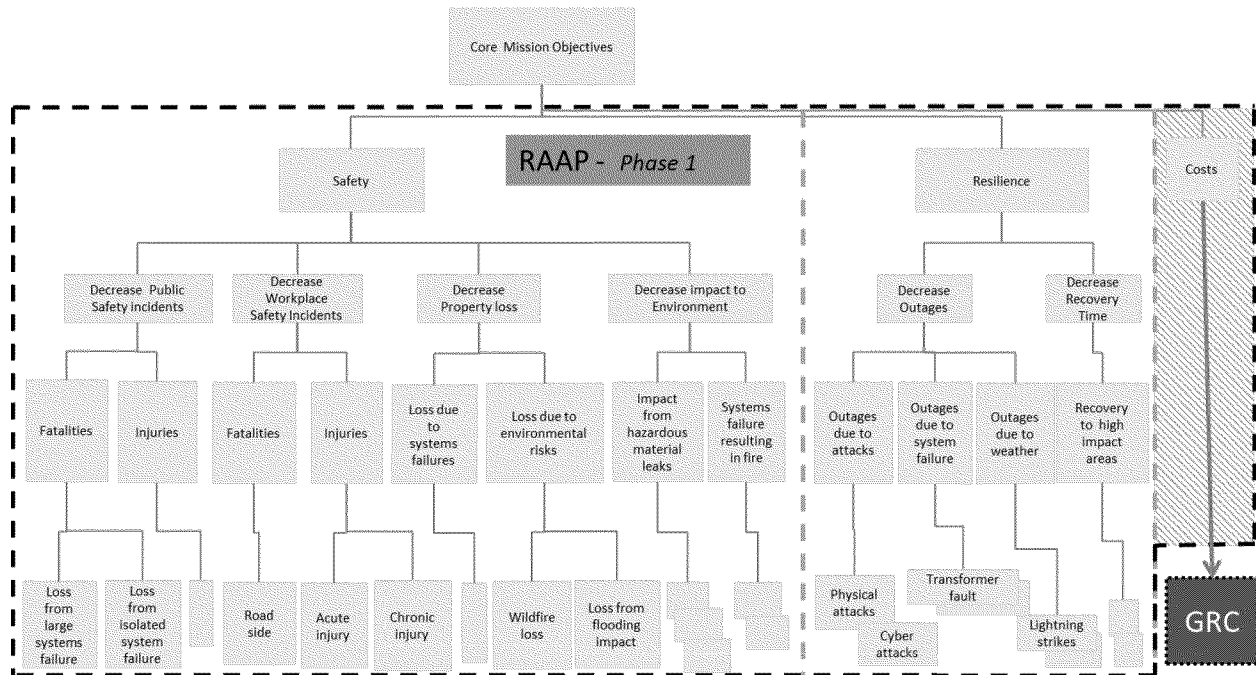 Core Mission Objectives
RAAP - Phase 1
Safety
Resilience
Costs
Decrease Public
Safety incidents
Decrease
Workplace
Safety Incidents
Decrease
Property loss
Decrease impact to
Environment
Decrease
Outages
Decrease
Recovery
Time
Fatalities
Injuries
Fatalities
Injuries
Loss due
to
systems
failures
Loss due to
environmental
risks
Impact
from
hazardous
material
leaks
Systems
failure
resulting
in fire
Outages
due to
attacks
Outages
due to
system
failure
Outages
due to
weather
Recovery
to high
impact
areas
Loss
from
large
systems
failure
Loss
from
isolated
system
failure
Road
side
Acute
injury
Chronic
injury
Wildfire
loss
Loss from
flooding
impact
Physical
attacks
Cyber
attacks
Transformer
fault
Lightning
strikes
GRC